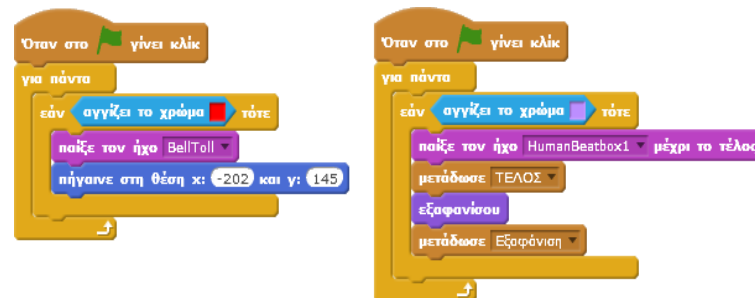 Όταν στο γίνει κλικ
για πάντα
εάν αγγίζει το χρώμα τότε
παίξε τον ήχο BellToll
πήγαινε στη θέση x: -202 και y: 145
Όταν στο γίνει κλικ
για πάντα
εάν αγγίζει το χρώμα τότε
παίξε τον ήχο HumanBeatbox1 μέχρι το τέλος
μετάδωσε ΤΕΛΟΣ
εξαφανίσου
μετάδωσε Εξαφάνιση